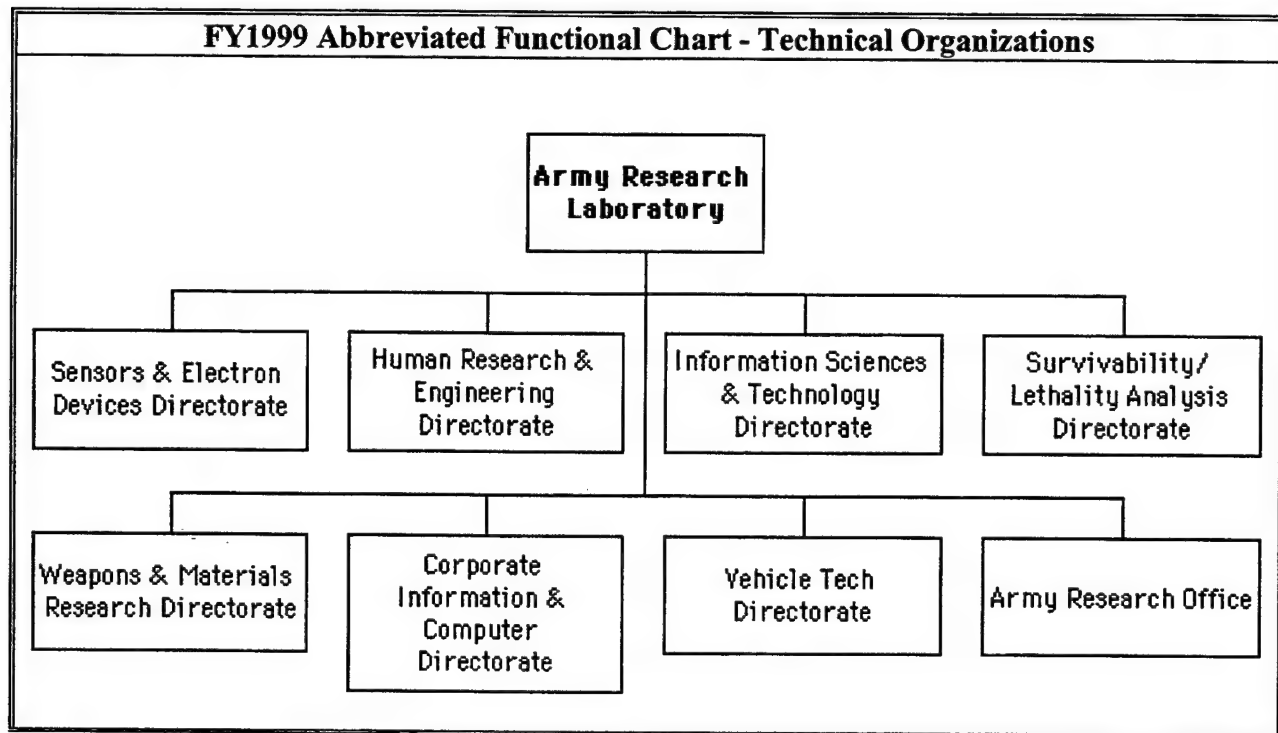 FY1999 Abbreviated Functional Chart - Technical Organizations
Army Research
Laboratory
Sensors & Electron
Devices Directorate
Human Research &
Engineering
Directorate
Information Sciences
& Technology
Directorate
Survivability/
Lethality Analysis
Directorate
Weapons & Materials
Research Directorate
Corporate
Information &
Computer
Directorate
Vehicle Tech
Directorate
Army Research Office